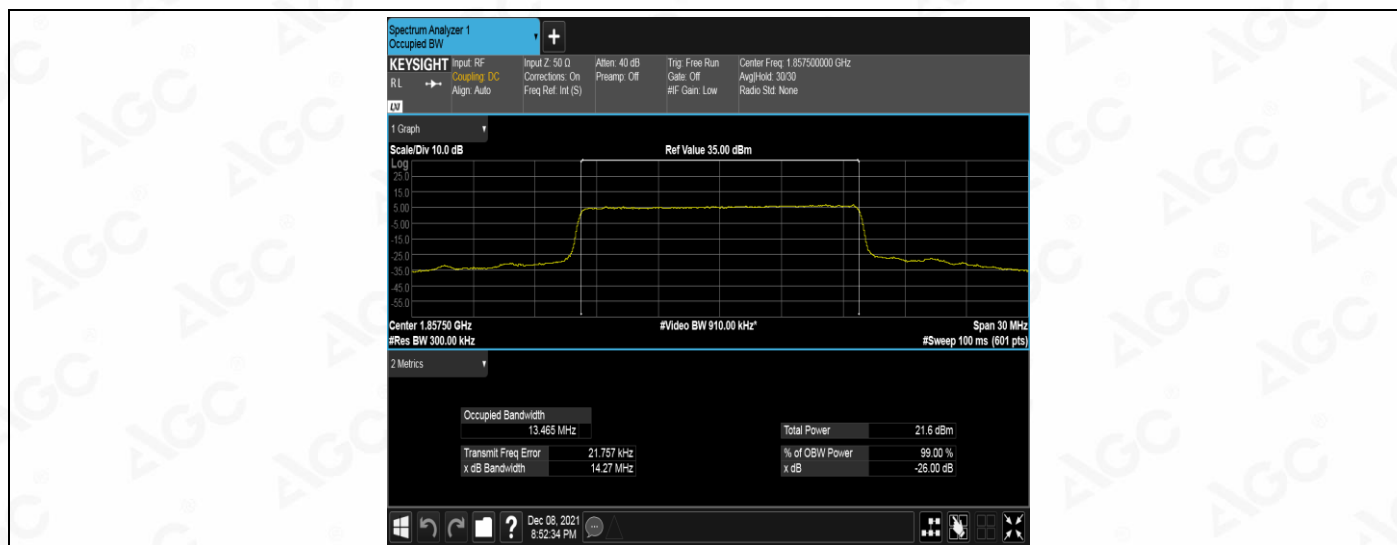 Spectrum Analyzer 1
Occupied BW
KEYSIGHT
RL
LXI
Input: RF
Coupling: DC
Align: Auto
Input Z: 50 Ω
Corrections: On
Freq Ref: Int (S)
Atten: 40 dB
Preamp: Off
Trig: Free Run
Gate: Off
#IF Gain: Low
Center Freq: 1.857500000 GHz
Avg|Hold: 30/30
Radio Std: None
1 Graph
Scale/Div 10.0 dB
Ref Value 35.00 dBm
Log
25.0
15.0
5.00
-5.00
-15.0
-25.0
-35.0
-45.0
-55.0
Center 1.85750 GHz
#Video BW 910.00 kHz*
Span 30 MHz
#Res BW 300.00 kHz
#Sweep 100 ms (601 pts)
2 Metrics
Occupied Bandwidth
13.465 MHz
Total Power 21.6 dBm
Transmit Freq Error 21.757 kHz
% of OBW Power 99.00 %
x dB Bandwidth 14.27 MHz
x dB -26.00 dB
?
Dec 08, 2021
8:52:34 PM
AGC